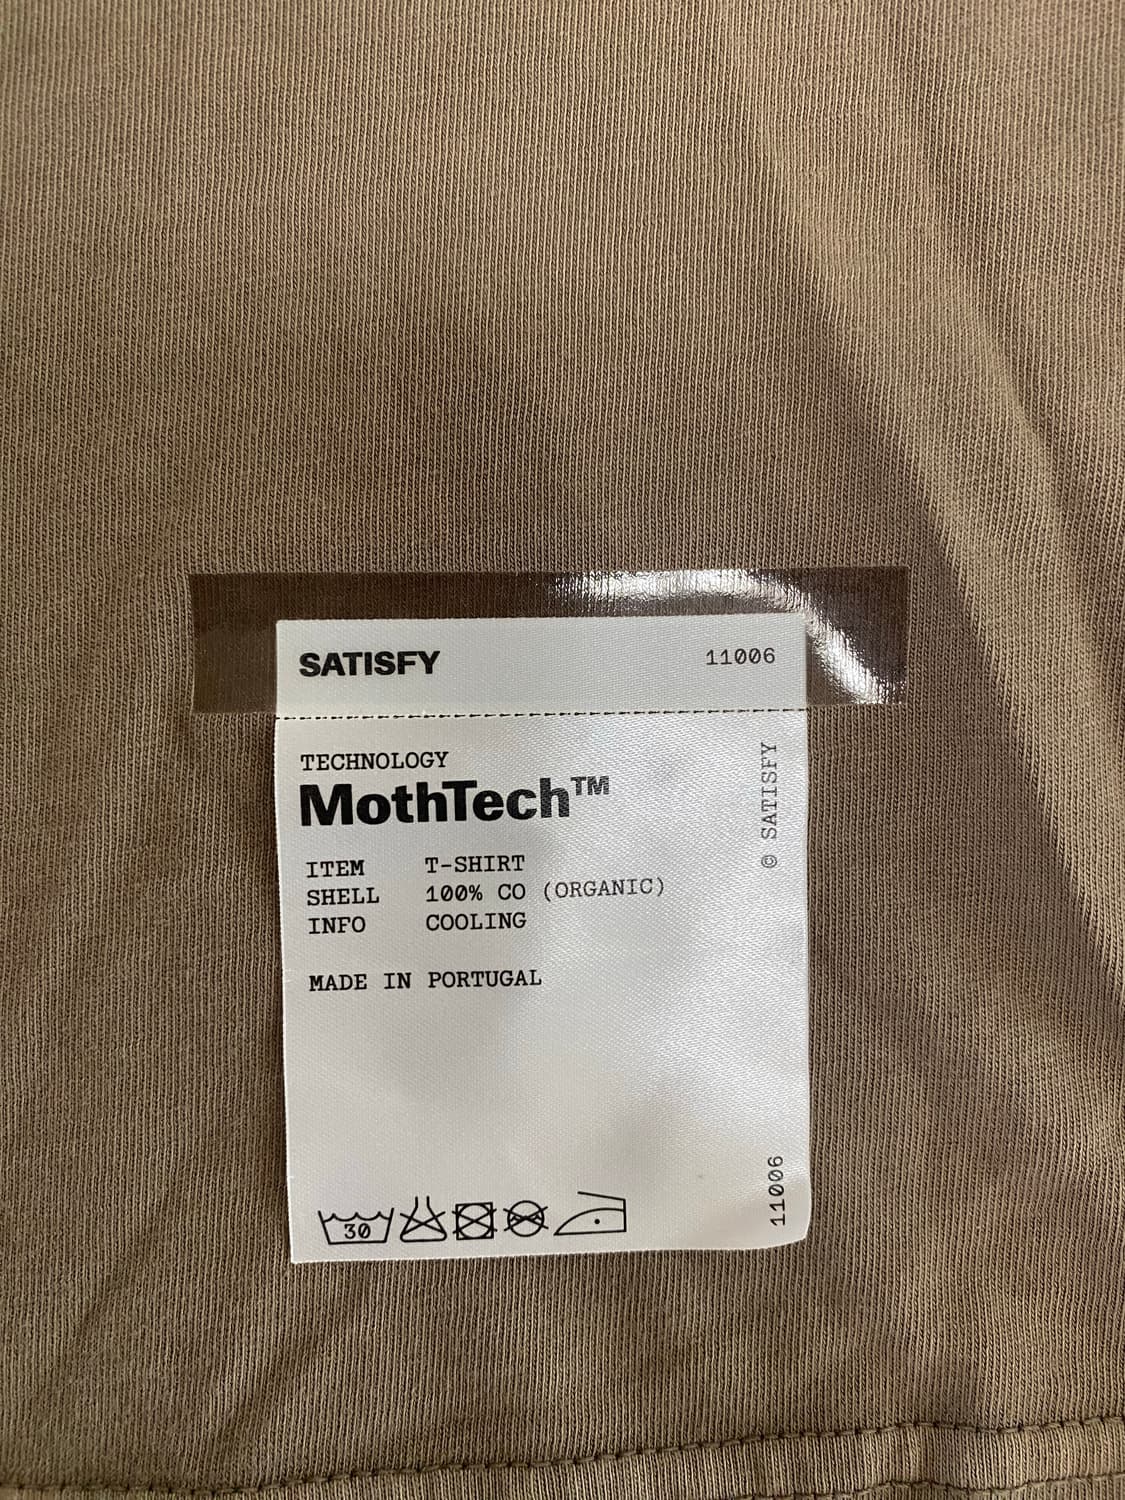 SATISFY 11006
TECHNOLOGY
MothTech™
ITEM T-SHIRT
SHELL 100% CO (ORGANIC)
INFO COOLING
MADE IN PORTUGAL
30
© SATISFY
11006